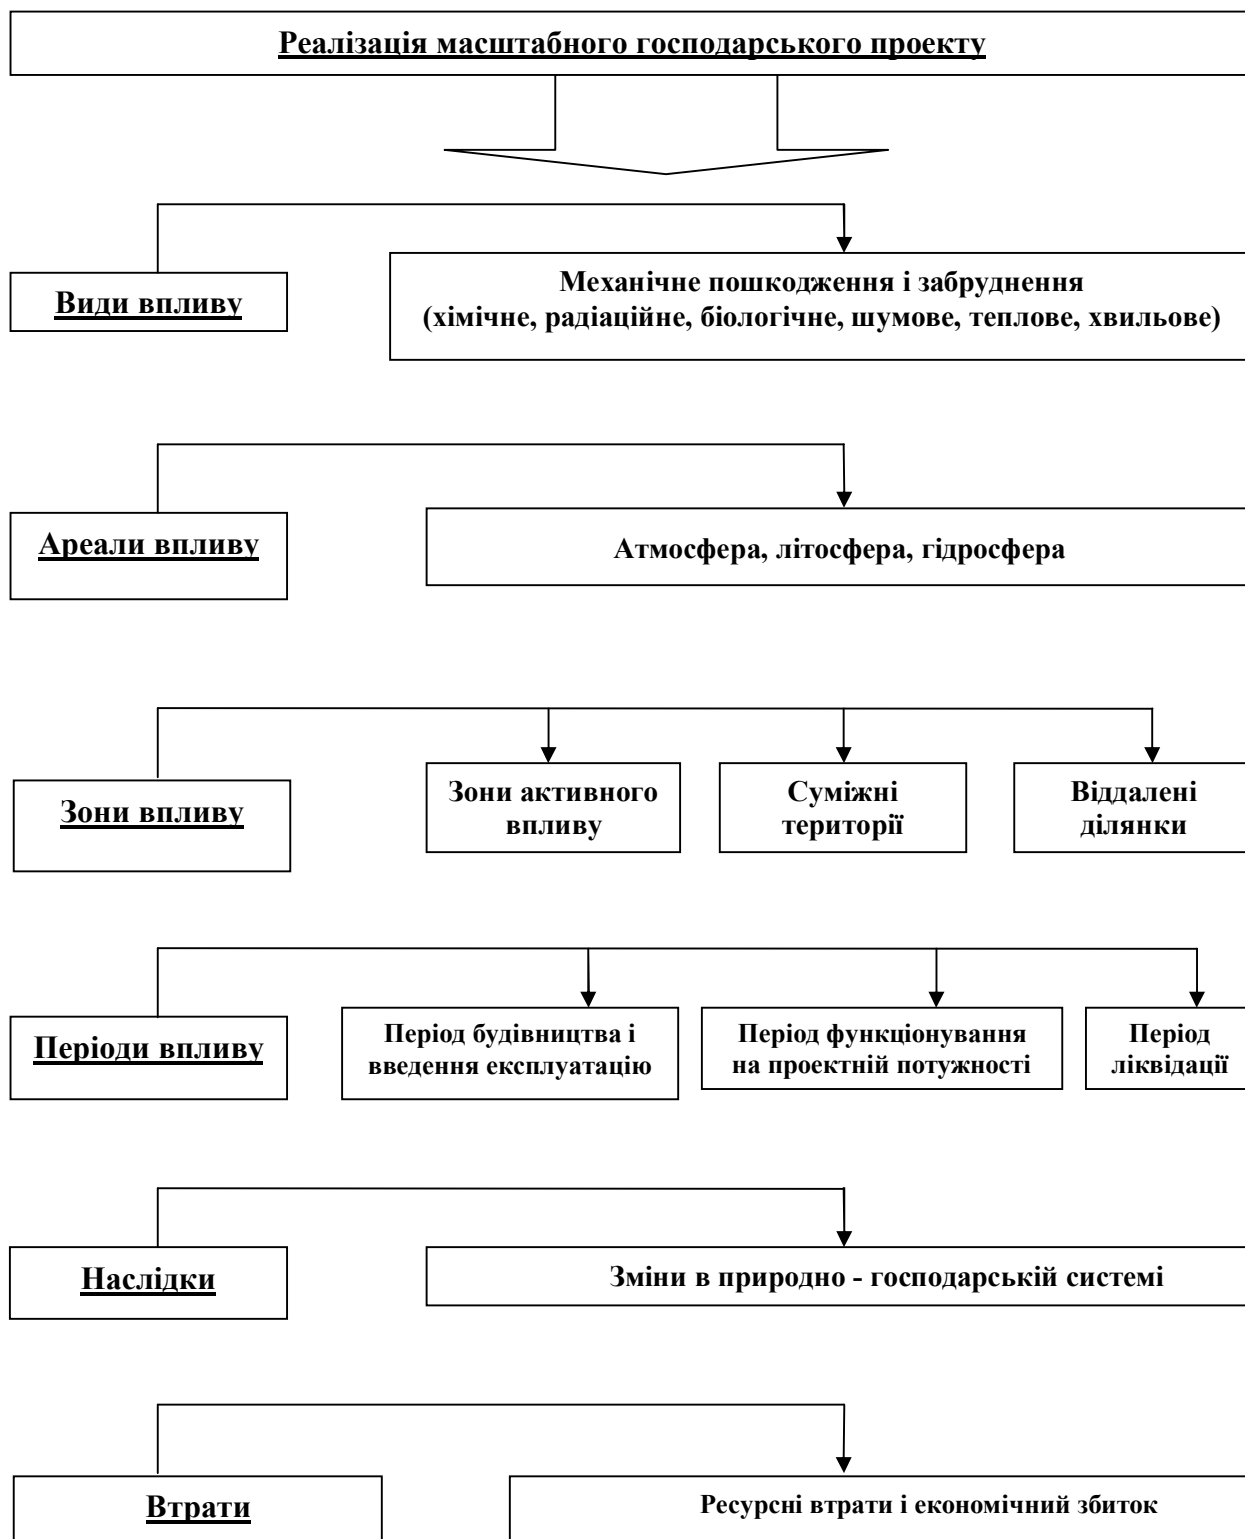 Реалізація масштабного господарського проекту
Види впливу
Механічне пошкодження і забруднення
(хімічне, радіаційне, біологічне, шумове, теплове, хвильове)
Ареали впливу
Атмосфера, літосфера, гідросфера
Зони впливу
Зони активного
впливу
Суміжні
території
Віддалені
ділянки
Періоди впливу
Період будівництва і
введення експлуатацію
Період функціонування
на проектній потужності
Період
ліквідації
Наслідки
Зміни в природно - господарській системі
Втрати
Ресурсні втрати і економічний збиток